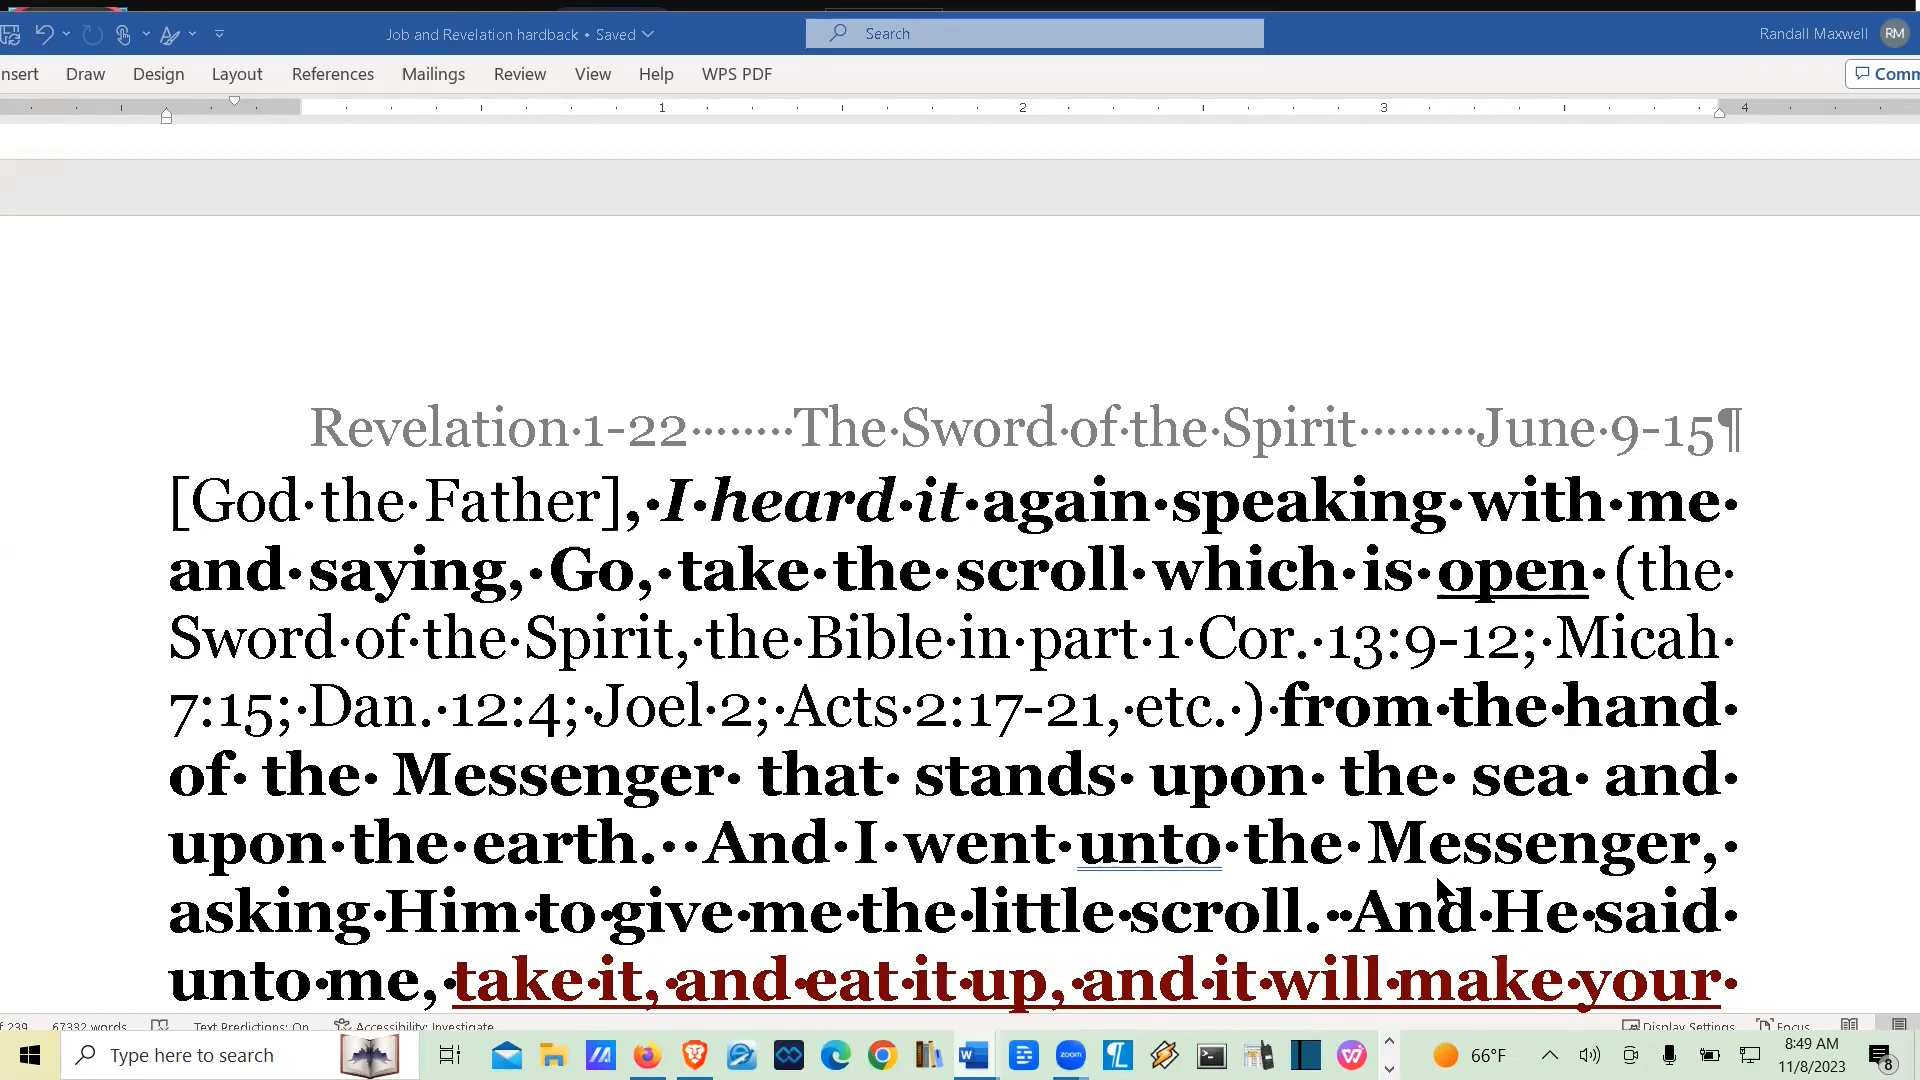 Job and Revelation hardback • Saved
Search
Randall Maxwell RM
nsert Draw Design Layout References Mailings Review View Help WPS PDF Comm
1 2 3 4
Revelation·1-22········The·Sword·of·the·Spirit·········June·9-15¶
[God·the·Father],·I·heard·it·again·speaking·with·me·
and·saying,·Go,·take·the·scroll·which·is·open·(the·
Sword·of·the·Spirit,·the·Bible·in·part·1·Cor.·13:9-12;·Micah·
7:15;·Dan.·12:4;·Joel·2;·Acts·2:17-21,·etc.·)·from·the·hand·
of· the· Messenger· that· stands· upon· the· sea· and·
upon·the·earth.··And·I·went·unto·the·Messenger,·
asking·Him·to·give·me·the·little·scroll.··And·He·said·
unto·me,·take·it,·and·eat·it·up,·and·it·will·make·your·
f 239 67332 words Text Predictions: On Accessibility: Investigate Display Settings Focus
Type here to search zoom 66°F 8:49 AM
11/8/2023 8